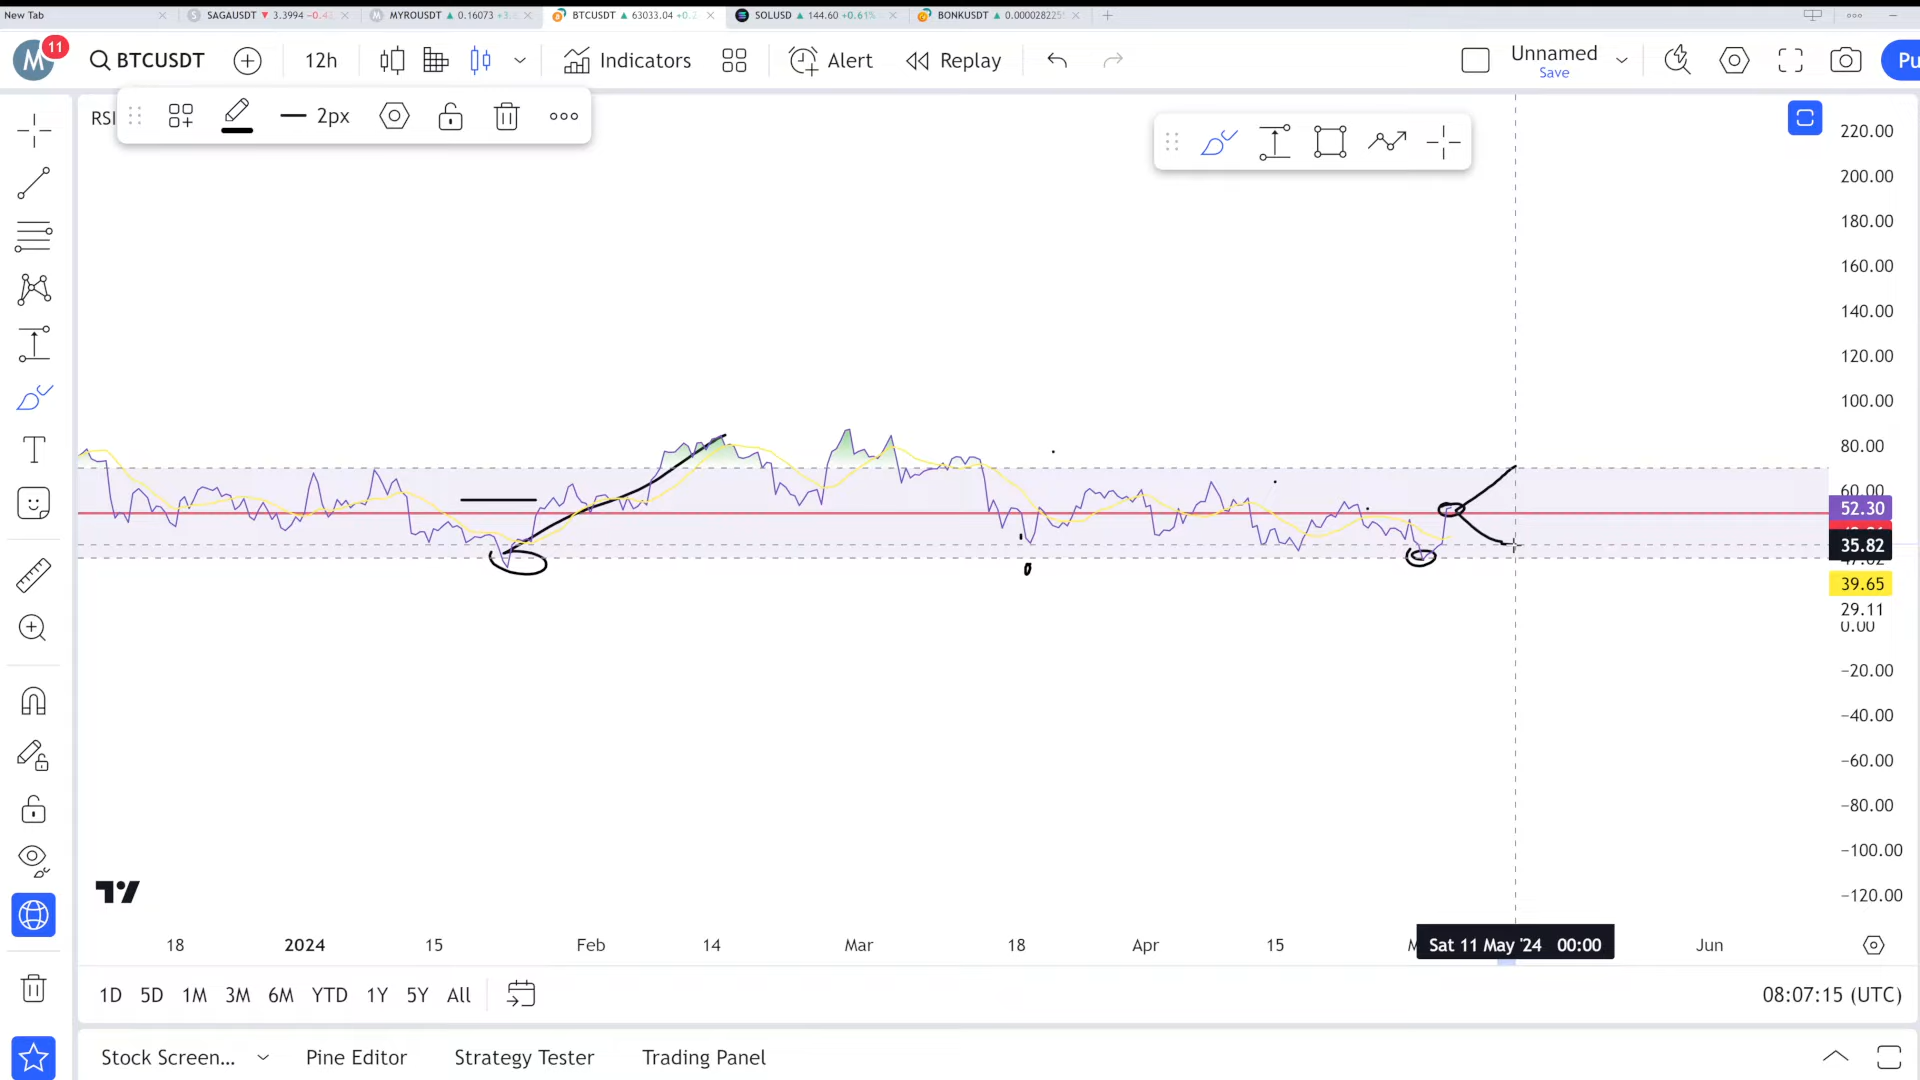 New Tab
SAGAUSDT ▼ 3.3994
MYROUSDT ▲ 0.16073
BTCUSDT ▲ 63033.04
SOLUSD ▲ 144.60 +0.61%
BONKUSDT ▲
M 11
BTCUSDT
12h
Indicators
Alert
Replay
Unnamed
Save
Pu
RSI
2px
220.00
200.00
180.00
160.00
140.00
120.00
100.00
80.00
60.00
52.30
35.82
39.65
29.11
0.00
−20.00
−40.00
−60.00
−80.00
−100.00
−120.00
18 2024 15 Feb 14 Mar 18 Apr 15 Sat 11 May '24 00:00 Jun
1D 5D 1M 3M 6M YTD 1Y 5Y All
08:07:15 (UTC)
Stock Screen... Pine Editor Strategy Tester Trading Panel